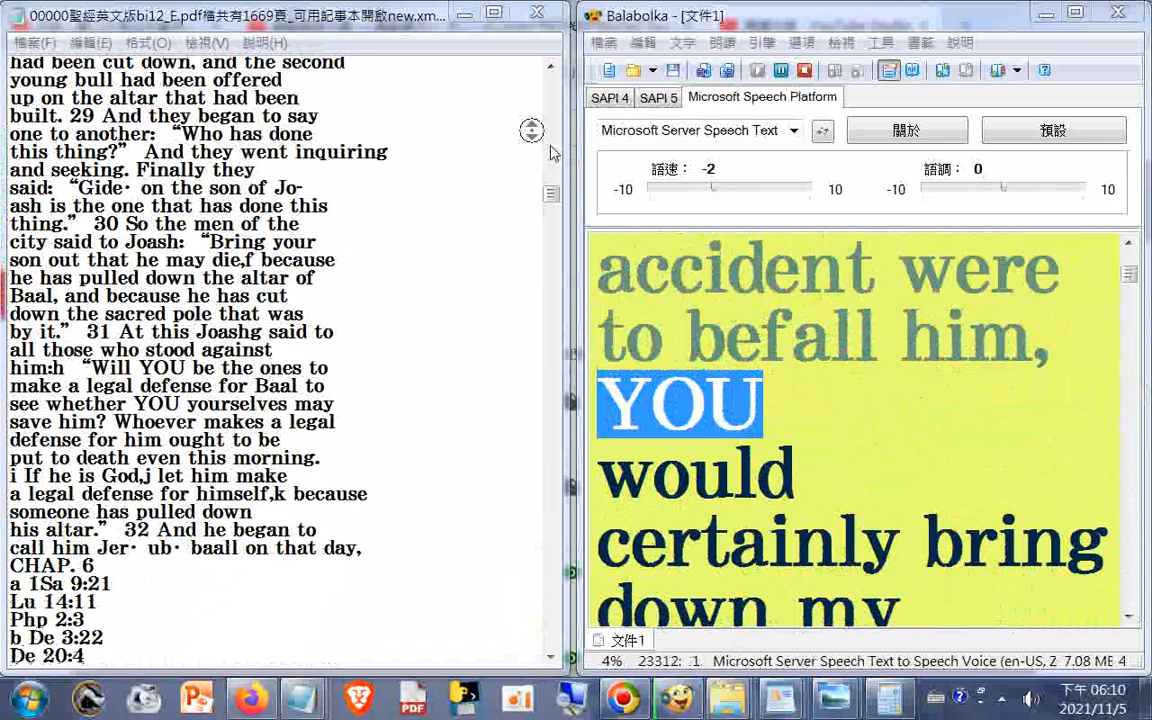 00000聖經英文版bi12_E.pdf檔共有1669頁_可用記事本開啟new.xm...
檔案(F) 編輯(E) 格式(O) 檢視(V) 說明(H)
had been cut down, and the second
young bull had been offered
up on the altar that had been
built. 29 And they began to say
one to another: “Who has done
this thing?” And they went inquiring
and seeking. Finally they
said: “Gide· on the son of Jo-
ash is the one that has done this
thing.” 30 So the men of the
city said to Joash: “Bring your
son out that he may die,f because
he has pulled down the altar of
Baal, and because he has cut
down the sacred pole that was
by it.” 31 At this Joashg said to
all those who stood against
him:h “Will YOU be the ones to
make a legal defense for Baal to
see whether YOU yourselves may
save him? Whoever makes a legal
defense for him ought to be
put to death even this morning.
i If he is God,j let him make
a legal defense for himself,k because
someone has pulled down
his altar.” 32 And he began to
call him Jer· ub· baall on that day,
CHAP. 6
a 1Sa 9:21
Lu 14:11
Php 2:3
b De 3:22
De 20:4
Balabolka - [文件1]
檔案 編輯 文字 朗讀 引擎 選項 檢視 工具 書籤 說明
SAPI 4 SAPI 5 Microsoft Speech Platform
Microsoft Server Speech Text 關於 預設
語速： -2 語調： 0
-10 10 -10 10
accident were
to befall him,
YOU
would
certainly bring
down my
文件1
4% 23312: 1 Microsoft Server Speech Text to Speech Voice (en-US, Z 7.08 MB 4
下午 06:10
2021/11/5